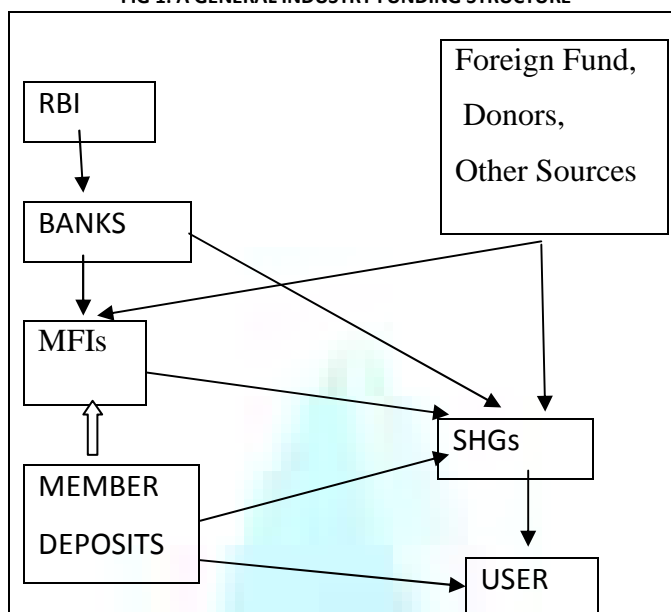 FIG 1: A GENERAL INDUSTRY FUNDING STRUCTURE
Foreign Fund,
Donors,
Other Sources
RBI
BANKS
MFIs
SHGs
MEMBER
DEPOSITS
USER